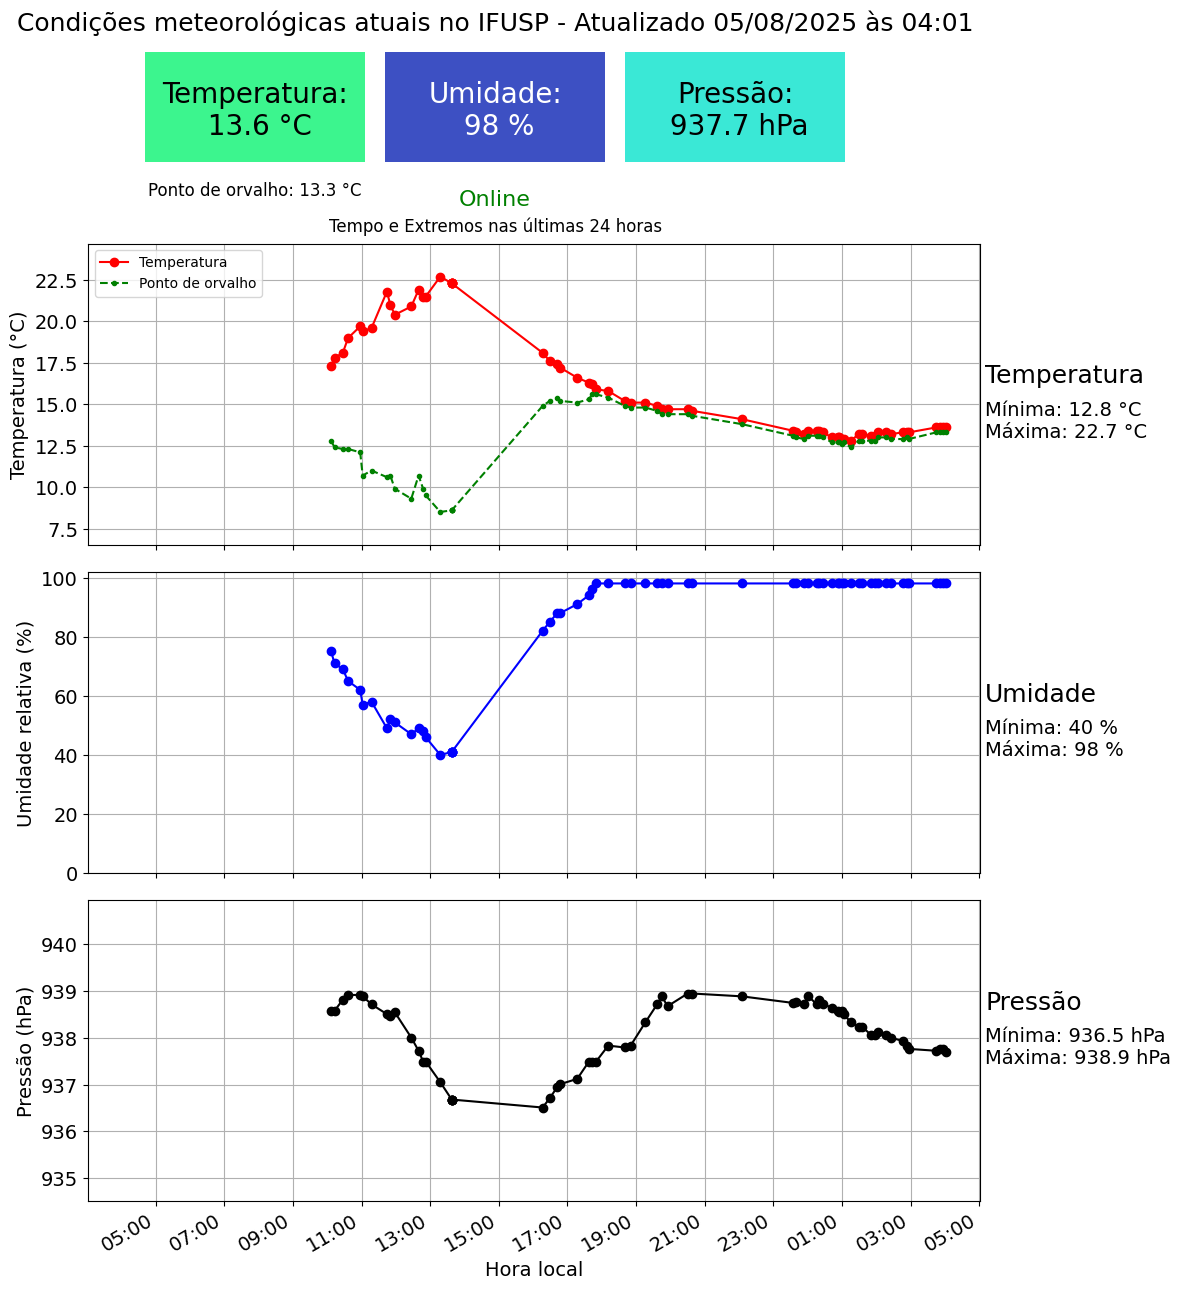 Condições meteorológicas atuais no IFUSP - Atualizado 05/08/2025 às 04:01
Temperatura:
13.6 °C
Umidade:
98 %
Pressão:
937.7 hPa
Ponto de orvalho: 13.3 °C
Online
Tempo e Extremos nas últimas 24 horas
Temperatura
Ponto de orvalho
Temperatura (°C)
22.5
20.0
17.5
15.0
12.5
10.0
7.5
Temperatura
Mínima: 12.8 °C
Máxima: 22.7 °C
Umidade relativa (%)
100
80
60
40
20
0
Umidade
Mínima: 40 %
Máxima: 98 %
Pressão (hPa)
940
939
938
937
936
935
Pressão
Mínima: 936.5 hPa
Máxima: 938.9 hPa
05:00
07:00
09:00
11:00
13:00
15:00
17:00
19:00
21:00
23:00
01:00
03:00
05:00
Hora local